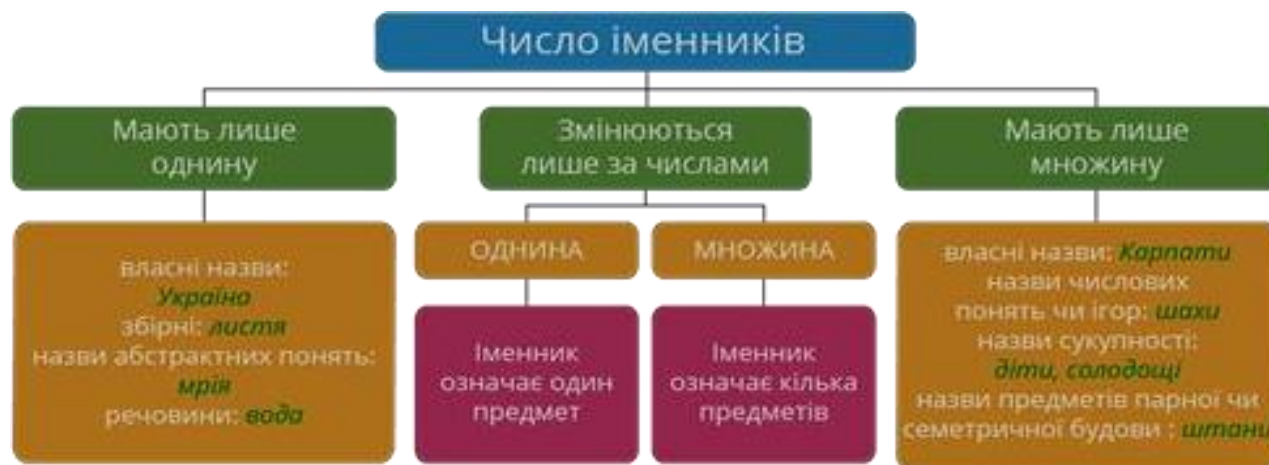 Число іменників
Мають лише
однину
Змінюються
лише за числами
Мають лише
множину
власні назви:
Україна
збірні: листя
назви абстрактних понять:
мрія
речовини: вода
ОДНИНА
МНОЖИНА
Іменник
означає один
предмет
Іменник
означає кілька
предметів
власні назви: Карпати
назви числових
понять чи ігор: шахи
назви сукупності:
діти, солодощі
назви предметів парної чи
семетричної будови : штани